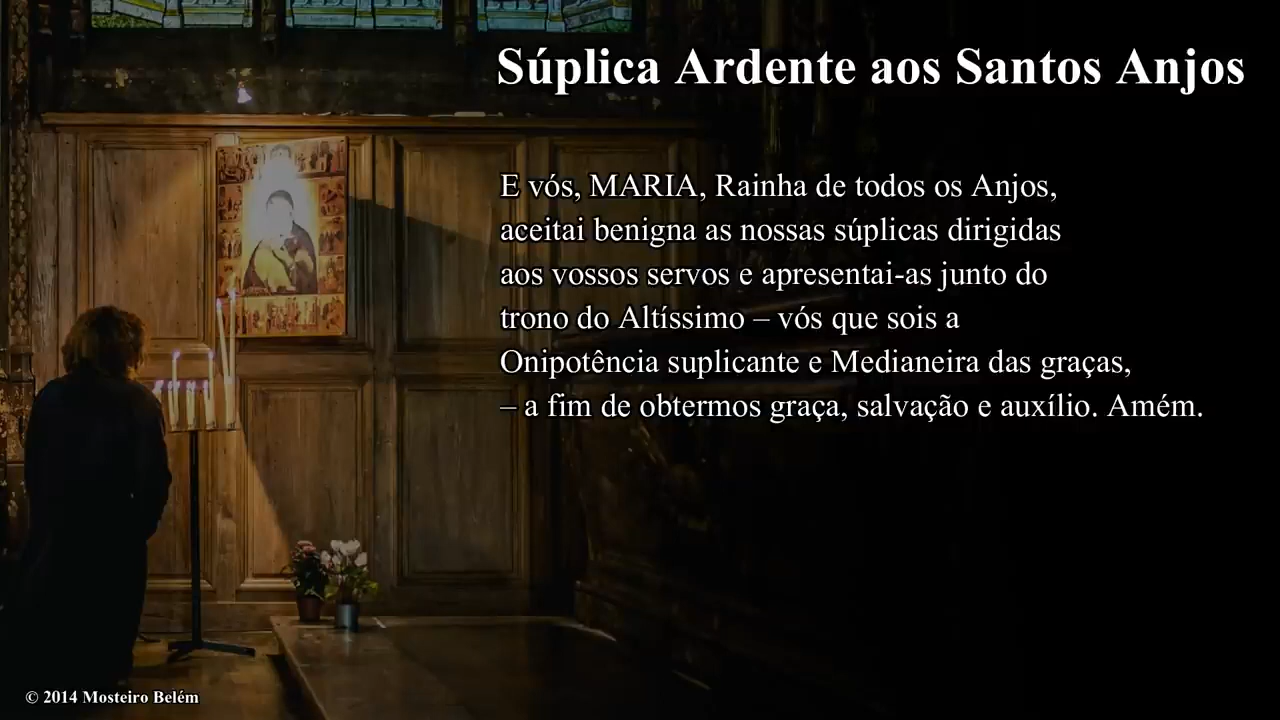 Súplica Ardente aos Santos Anjos
E vós, MARIA, Rainha de todos os Anjos,
aceitai benigna as nossas súplicas dirigidas
aos vossos servos e apresentai-as junto do
trono do Altíssimo – vós que sois a
Onipotência suplicante e Medianeira das graças,
– a fim de obtermos graça, salvação e auxílio. Amém.
© 2014 Mosteiro Belém